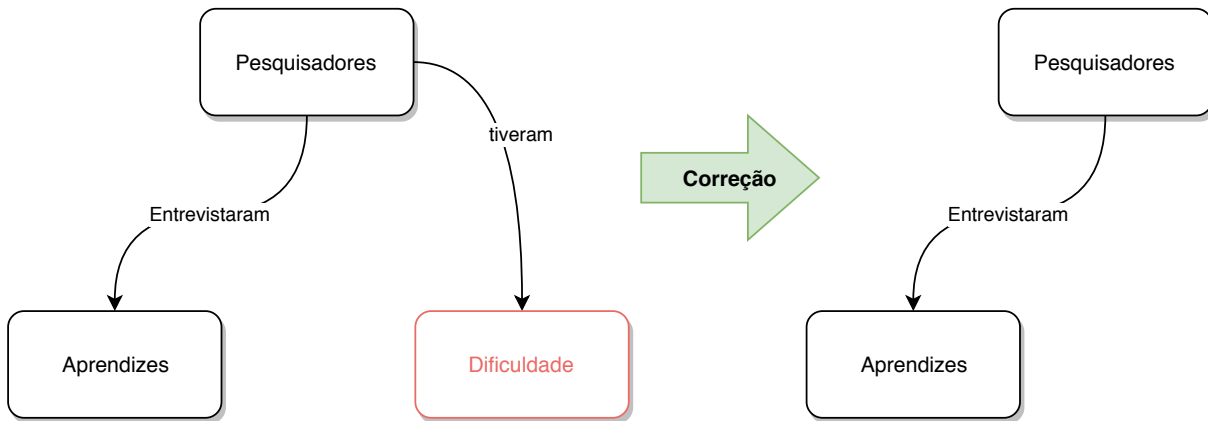 Pesquisadores
tiveram
Entrevistaram
Aprendizes
Dificuldade
Correção
Pesquisadores
Entrevistaram
Aprendizes